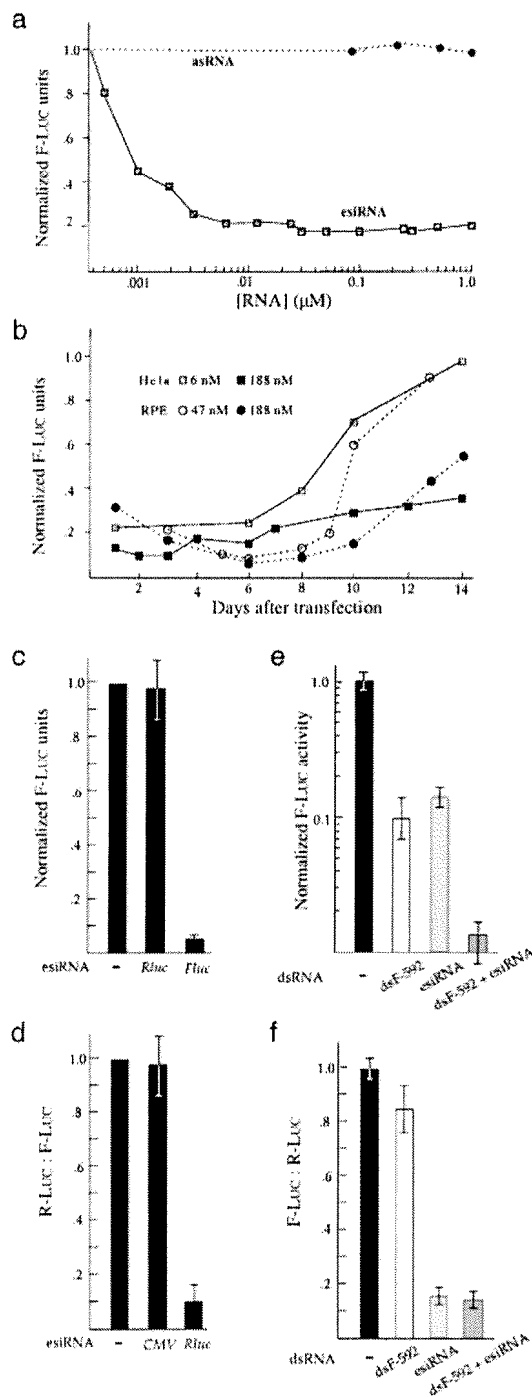 a
Normalized F-LUC units
1.0
.8
.6
.4
.2
asRNA
esiRNA
.001
.01
0.1
1.0
[RNA] (μM)
b
Normalized F-LUC units
1.0
.8
.6
.4
.2
Hela 6 nM 188 nM
RPE 47 nM 188 nM
2 4 6 8 10 12 14
Days after transfection
c
Normalized F-LUC units
1.0
.8
.6
.4
.2
esiRNA - Rluc Fluc
d
R-LUC : F-LUC
1.0
.8
.6
.4
.2
esiRNA - CMV Rluc
e
Normalized F-LUC activity
1.0
0.1
dsRNA - dsF-592 esiRNA dsF-592 + esiRNA
f
F-LUC : R-LUC
1.0
.8
.6
.4
.2
dsRNA - dsF-592 esiRNA dsF-592 + esiRNA